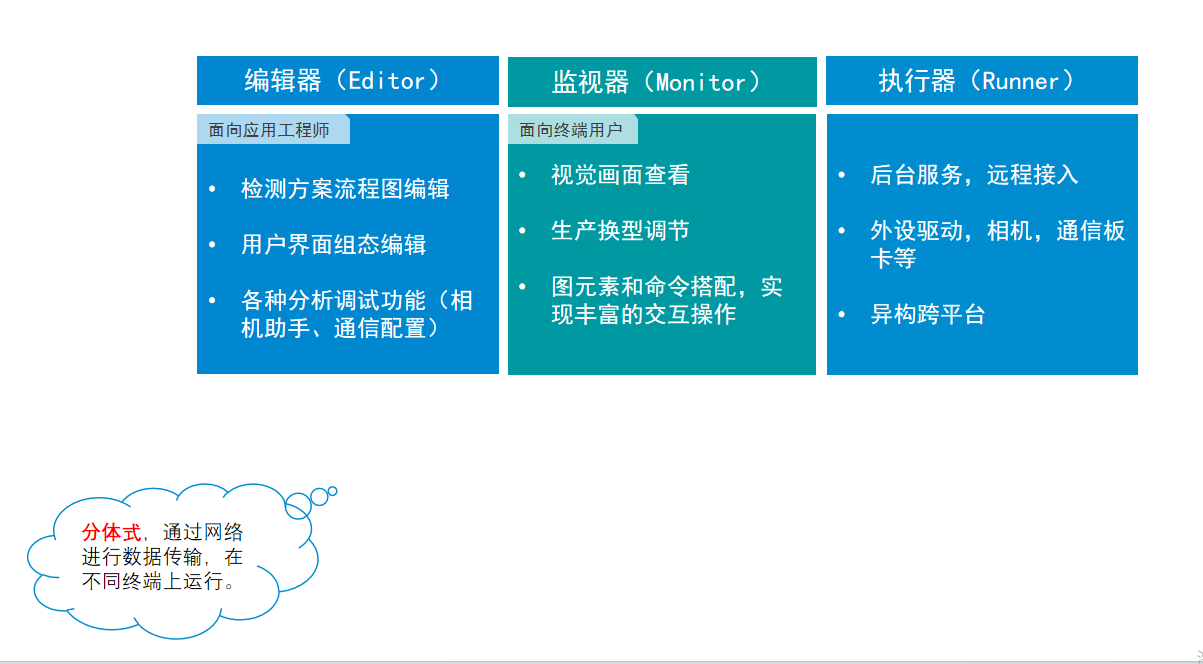 编辑器（Editor）
监视器（Monitor）
执行器（Runner）
面向应用工程师
• 检测方案流程图编辑
• 用户界面组态编辑
• 各种分析调试功能（相
机助手、通信配置）
面向终端用户
• 视觉画面查看
• 生产换型调节
• 图元素和命令搭配，实
现丰富的交互操作
• 后台服务，远程接入
• 外设驱动，相机，通信板
卡等
• 异构跨平台
分体式，通过网络
进行数据传输，在
不同终端上运行。